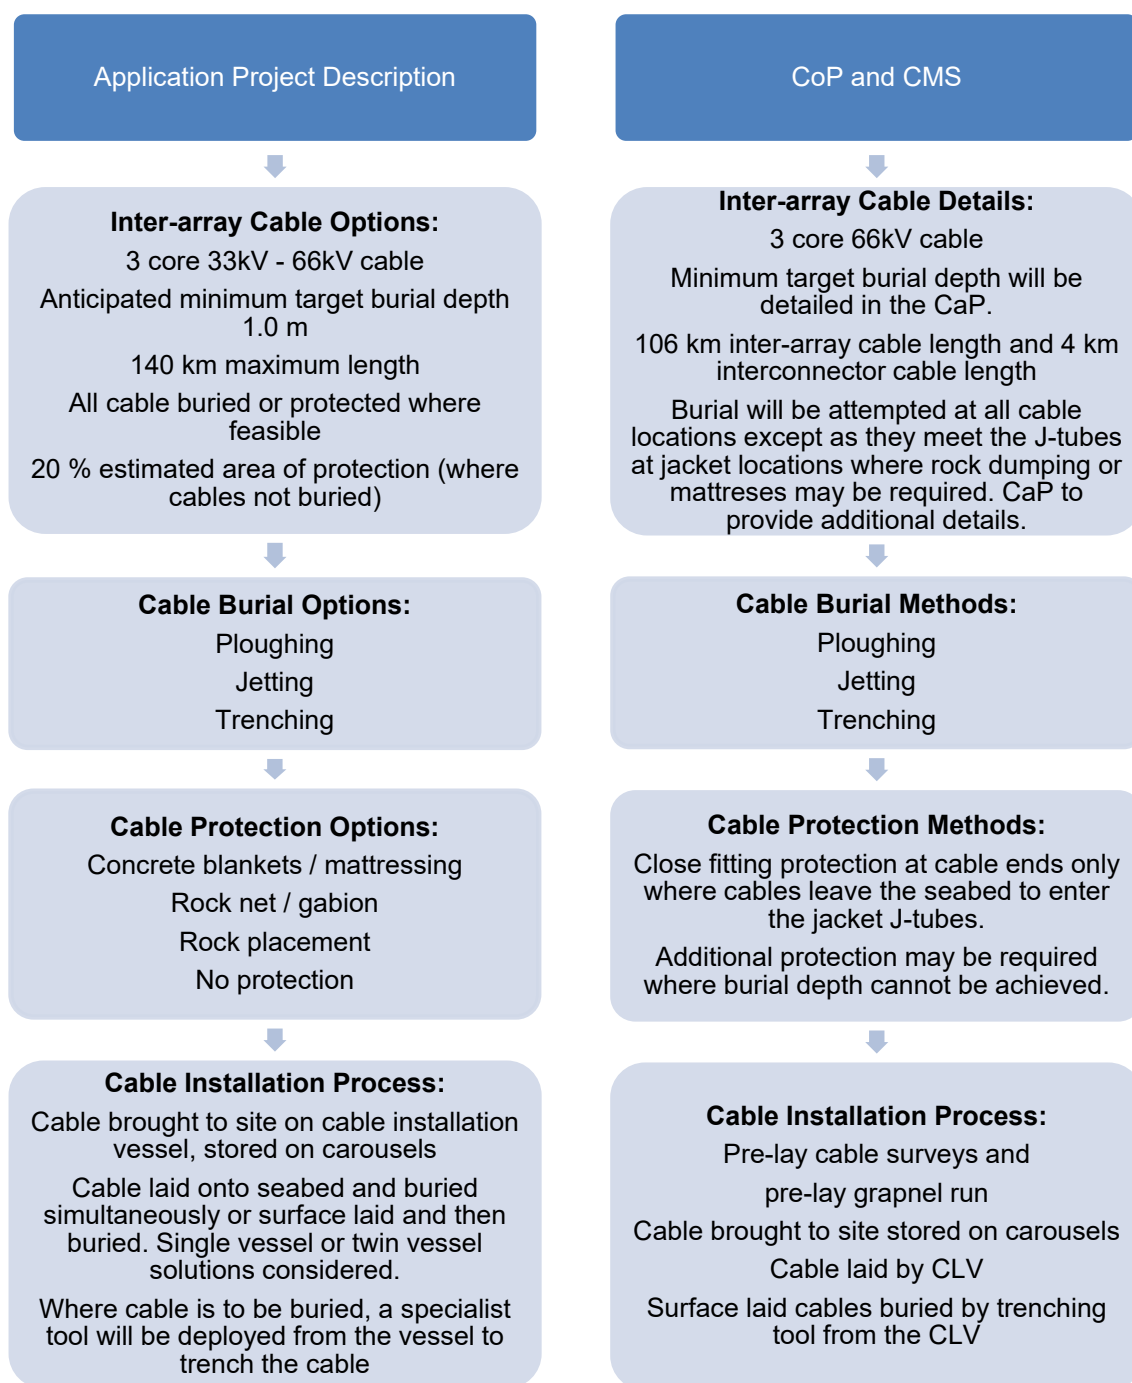 Application Project Description
Inter-array Cable Options:
3 core 33kV - 66kV cable
Anticipated minimum target burial depth
1.0 m
140 km maximum length
All cable buried or protected where
feasible
20 % estimated area of protection (where
cables not buried)
Cable Burial Options:
Ploughing
Jetting
Trenching
Cable Protection Options:
Concrete blankets / mattressing
Rock net / gabion
Rock placement
No protection
Cable Installation Process:
Cable brought to site on cable installation
vessel, stored on carousels
Cable laid onto seabed and buried
simultaneously or surface laid and then
buried. Single vessel or twin vessel
solutions considered.
Where cable is to be buried, a specialist
tool will be deployed from the vessel to
trench the cable
CoP and CMS
Inter-array Cable Details:
3 core 66kV cable
Minimum target burial depth will be
detailed in the CaP.
106 km inter-array cable length and 4 km
interconnector cable length
Burial will be attempted at all cable
locations except as they meet the J-tubes
at jacket locations where rock dumping or
mattreses may be required. CaP to
provide additional details.
Cable Burial Methods:
Ploughing
Jetting
Trenching
Cable Protection Methods:
Close fitting protection at cable ends only
where cables leave the seabed to enter
the jacket J-tubes.
Additional protection may be required
where burial depth cannot be achieved.
Cable Installation Process:
Pre-lay cable surveys and
pre-lay grapnel run
Cable brought to site stored on carousels
Cable laid by CLV
Surface laid cables buried by trenching
tool from the CLV